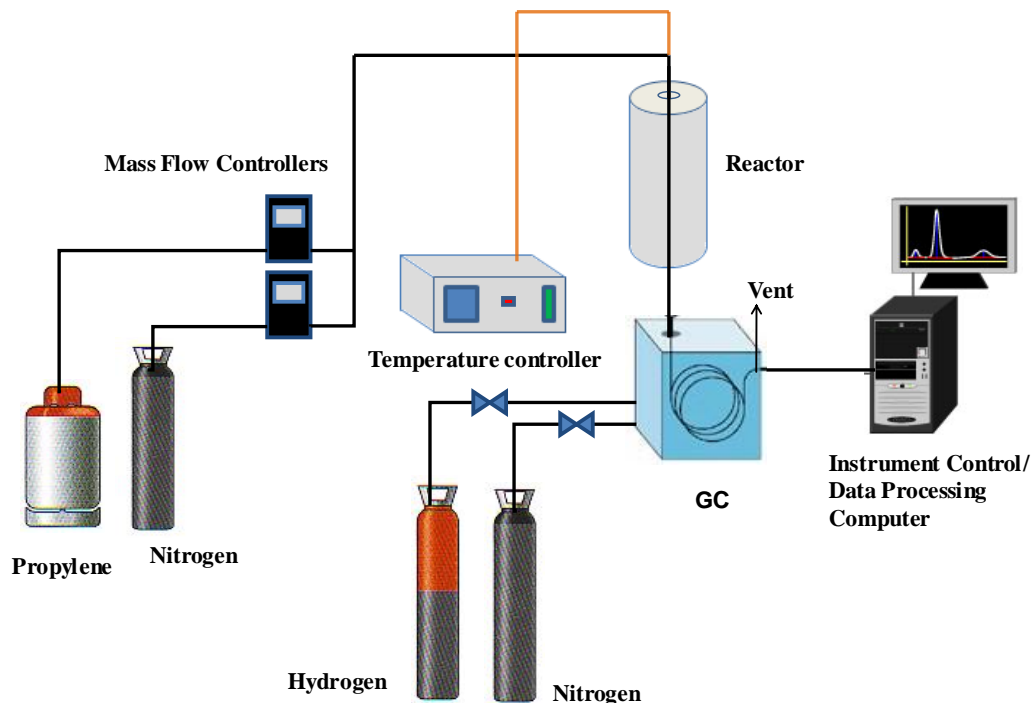 Mass Flow Controllers
Reactor
Vent
Temperature controller
Propylene
Nitrogen
GC
Instrument Control/
Data Processing
Computer
Hydrogen
Nitrogen